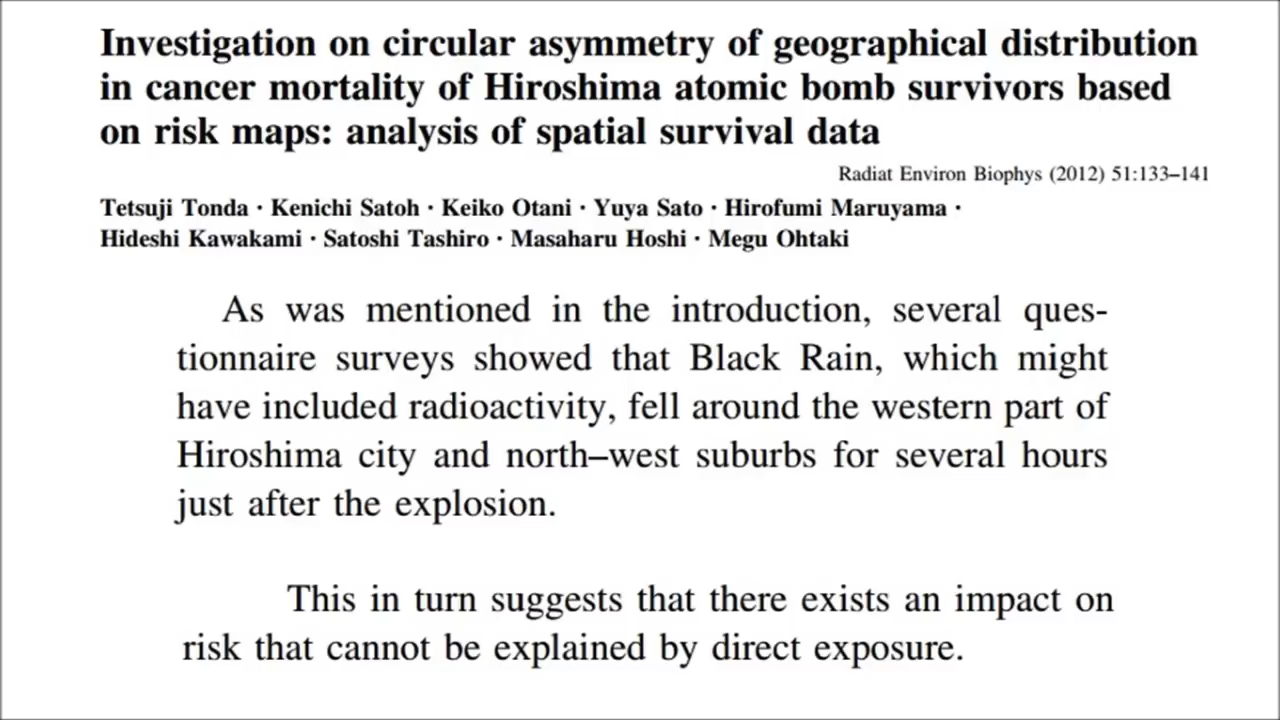 Investigation on circular asymmetry of geographical distribution
in cancer mortality of Hiroshima atomic bomb survivors based
on risk maps: analysis of spatial survival data
Radiat Environ Biophys (2012) 51:133–141
Tetsuji Tonda · Kenichi Satoh · Keiko Otani · Yuya Sato · Hirofumi Maruyama ·
Hideshi Kawakami · Satoshi Tashiro · Masaharu Hoshi · Megu Ohtaki
As was mentioned in the introduction, several ques-
tionnaire surveys showed that Black Rain, which might
have included radioactivity, fell around the western part of
Hiroshima city and north–west suburbs for several hours
just after the explosion.
This in turn suggests that there exists an impact on
risk that cannot be explained by direct exposure.